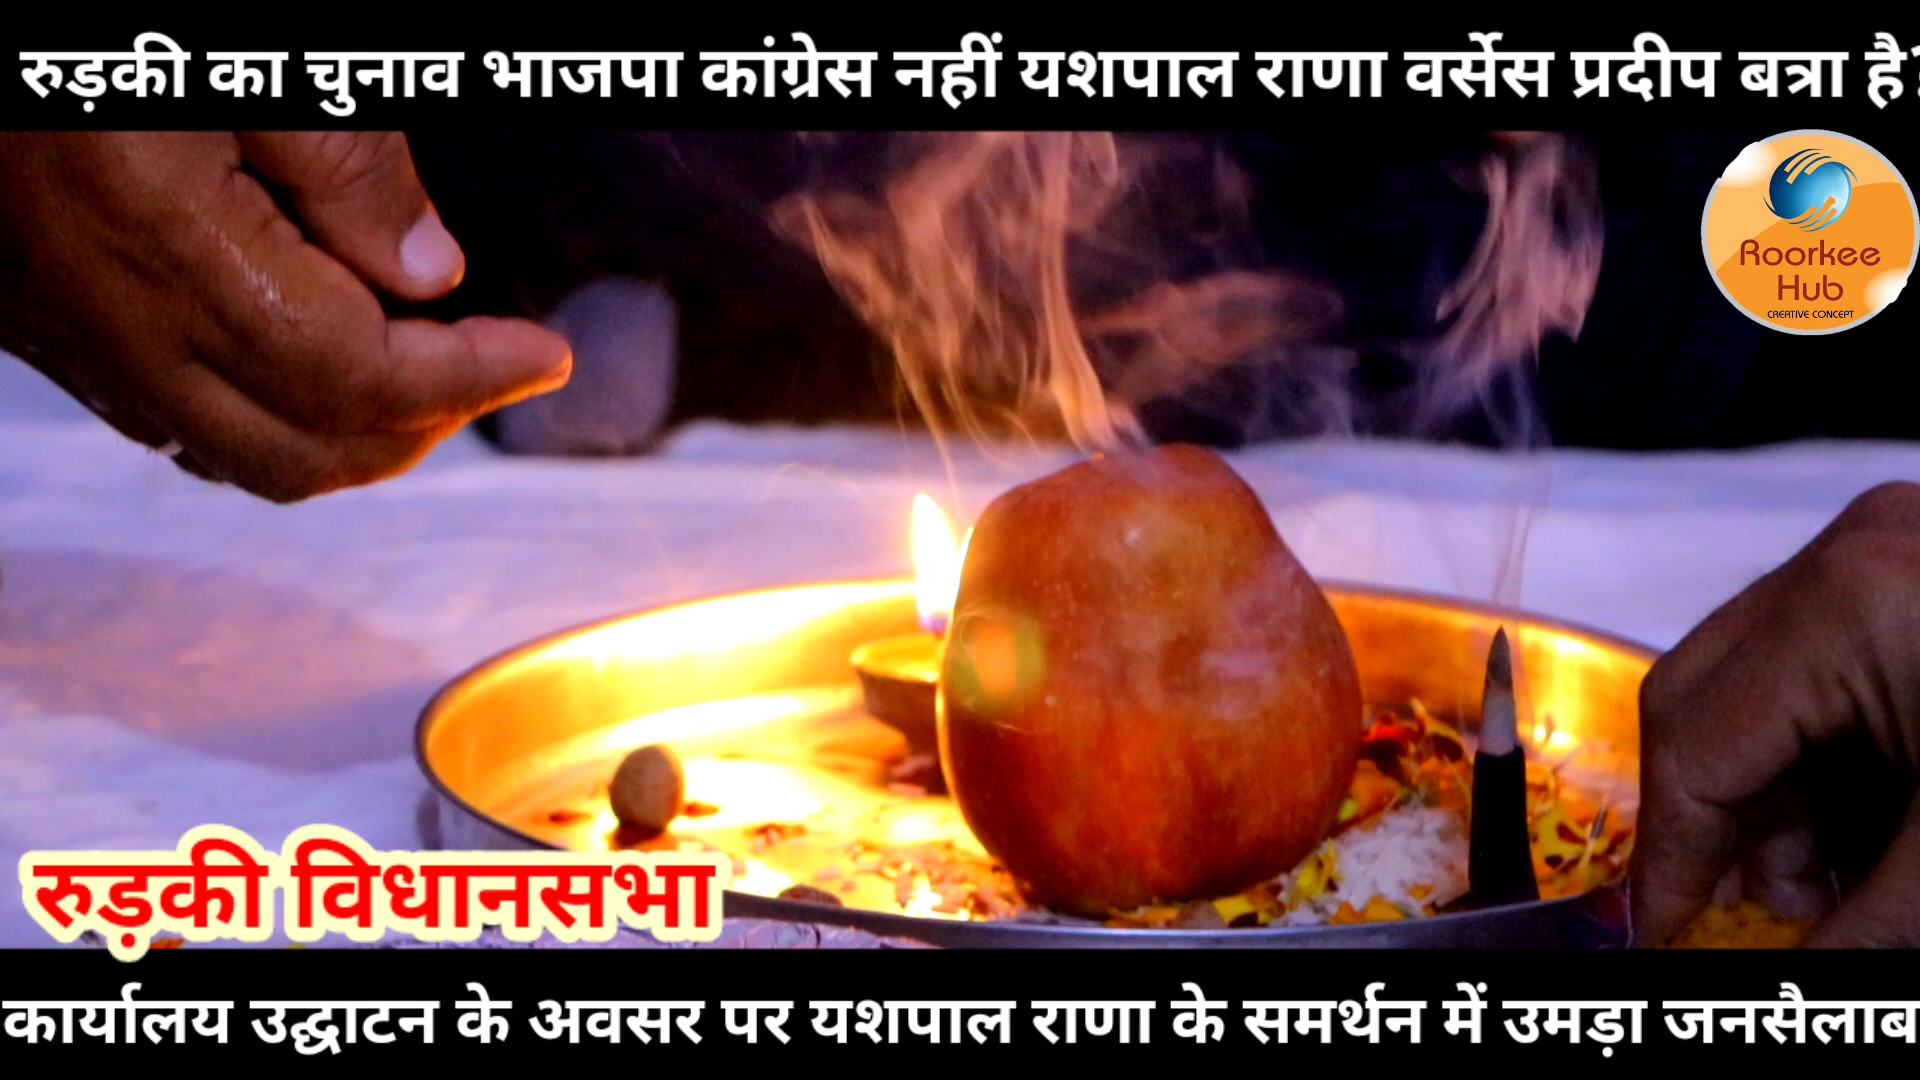 रुड़की का चुनाव भाजपा कांग्रेस नहीं यशपाल राणा वर्सेस प्रदीप बत्रा है?
Roorkee
Hub
CREATIVE CONCEPT
रुड़की विधानसभा
कार्यालय उद्घाटन के अवसर पर यशपाल राणा के समर्थन में उमड़ा जनसैलाब